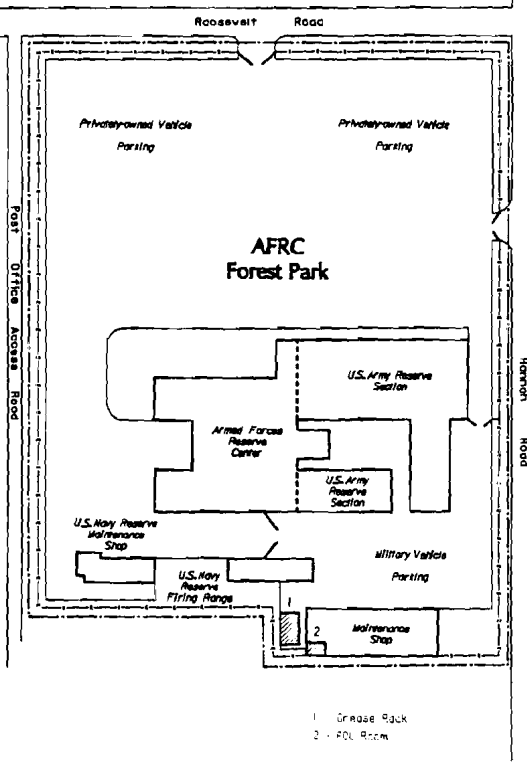 Roosevelt Road
Privately-owned Vehicle
Parking
Privately-owned Vehicle
Parking
Post Office Access Road
AFRC
Forest Park
Hannah Road
U.S. Army Reserve
Section
Armed Forces
Reserve
Center
U.S. Army
Reserve
Section
U.S. Navy Reserve
Maintenance
Shop
Military Vehicle
Parking
U.S. Navy
Reserve
Firing Range
1
2
Maintenance
Shop
1 - Grease Rack
2 - POL Room